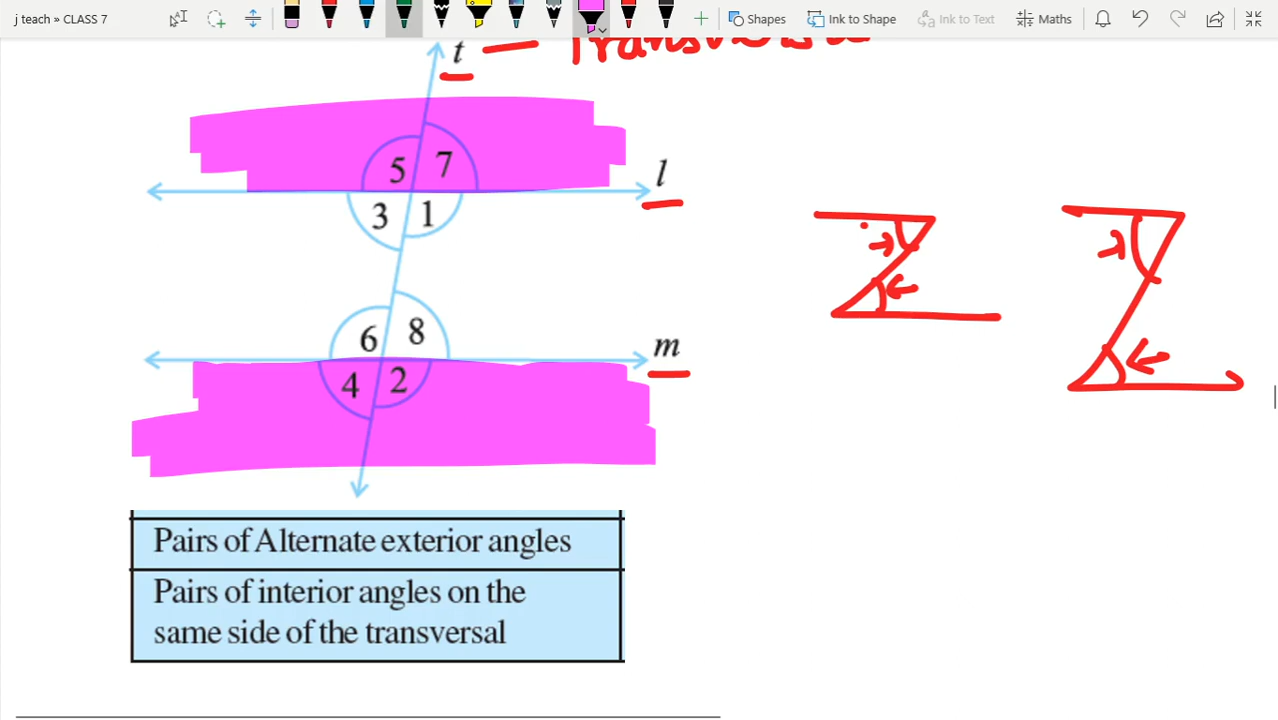 j teach » CLASS 7
Shapes
Ink to Shape
Ink to Text
Maths
t
5 7
l
3 1
6 8
m
4 2
Pairs of Alternate exterior angles
Pairs of interior angles on the
same side of the transversal